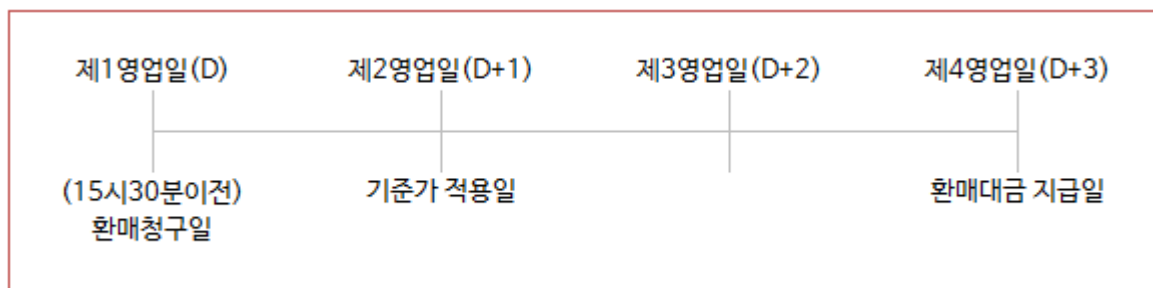 제1영업일(D) 제2영업일(D+1) 제3영업일(D+2) 제4영업일(D+3)
(15시30분이전) 기준가 적용일 환매대금 지급일
환매청구일